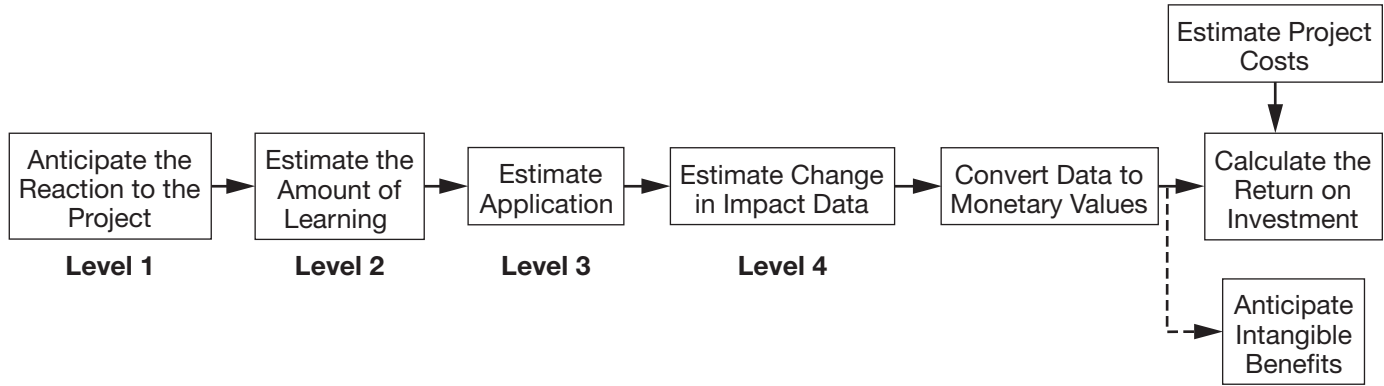 Estimate Project
Costs
Anticipate the
Reaction to the
Project
Level 1
Estimate the
Amount of
Learning
Level 2
Estimate
Application
Level 3
Estimate Change
in Impact Data
Level 4
Convert Data to
Monetary Values
Calculate the
Return on
Investment
Anticipate
Intangible
Benefits